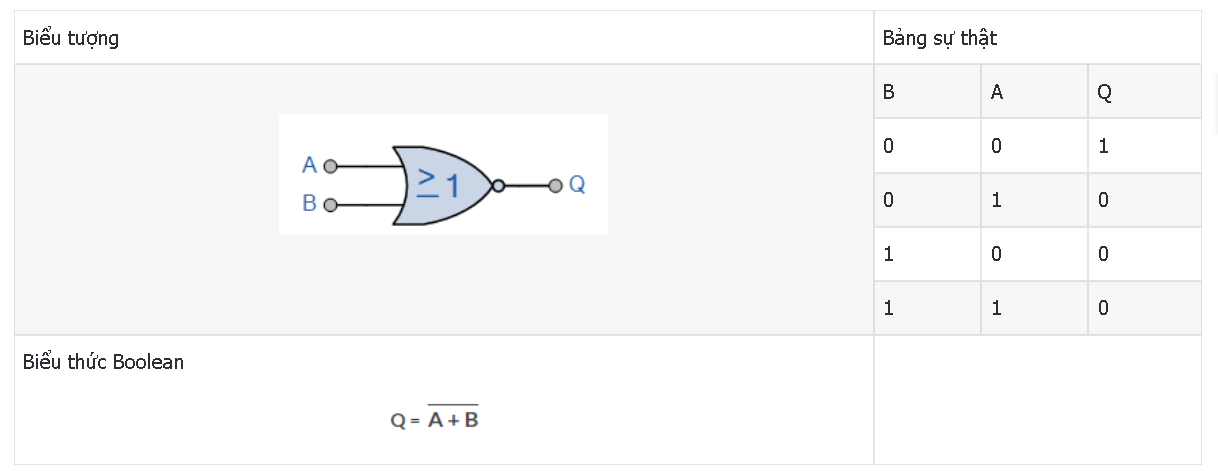 Biểu tượng
Bảng sự thật
A
B
≥ 1
Q
B A Q
0 0 1
0 1 0
1 0 0
1 1 0
Biểu thức Boolean
Q = \overline{A + B}